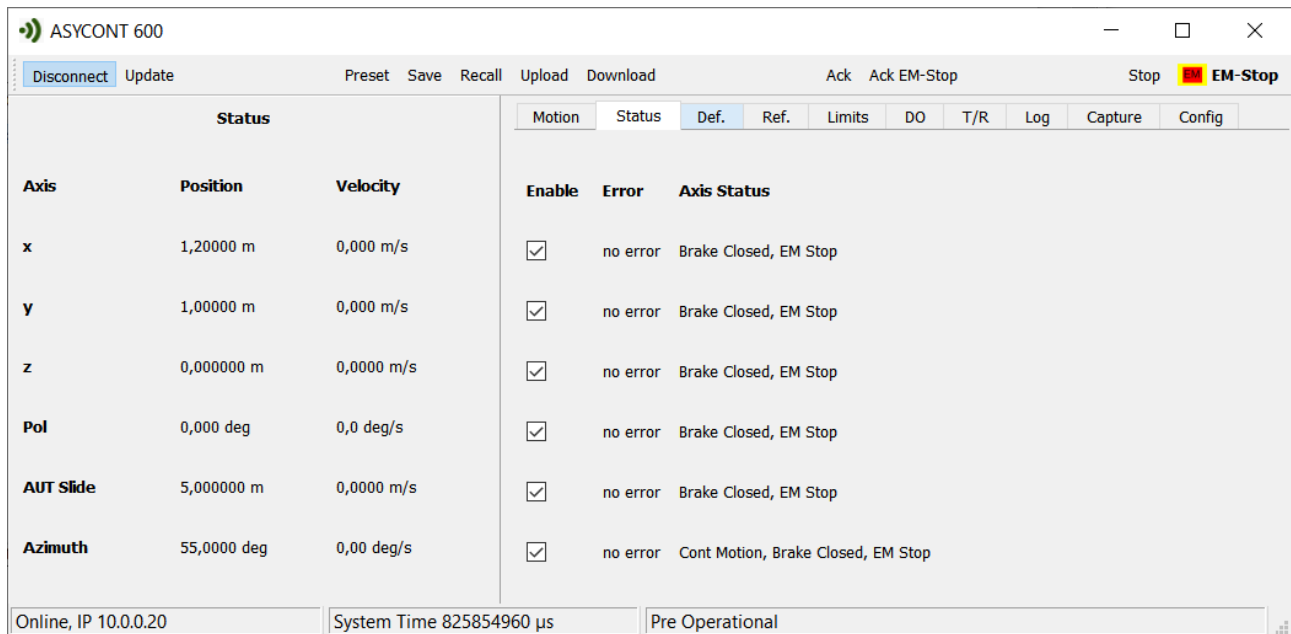 ASYCONT 600
Disconnect Update Preset Save Recall Upload Download Ack Ack EM-Stop Stop EM EM-Stop
Status
Motion Status Def. Ref. Limits DO T/R Log Capture Config
Axis Position Velocity
Enable Error Axis Status
x 1,20000 m 0,000 m/s
no error Brake Closed, EM Stop
y 1,00000 m 0,000 m/s
no error Brake Closed, EM Stop
z 0,000000 m 0,0000 m/s
no error Brake Closed, EM Stop
Pol 0,000 deg 0,0 deg/s
no error Brake Closed, EM Stop
AUT Slide 5,000000 m 0,0000 m/s
no error Brake Closed, EM Stop
Azimuth 55,0000 deg 0,00 deg/s
no error Cont Motion, Brake Closed, EM Stop
Online, IP 10.0.0.20 System Time 825854960 µs Pre Operational